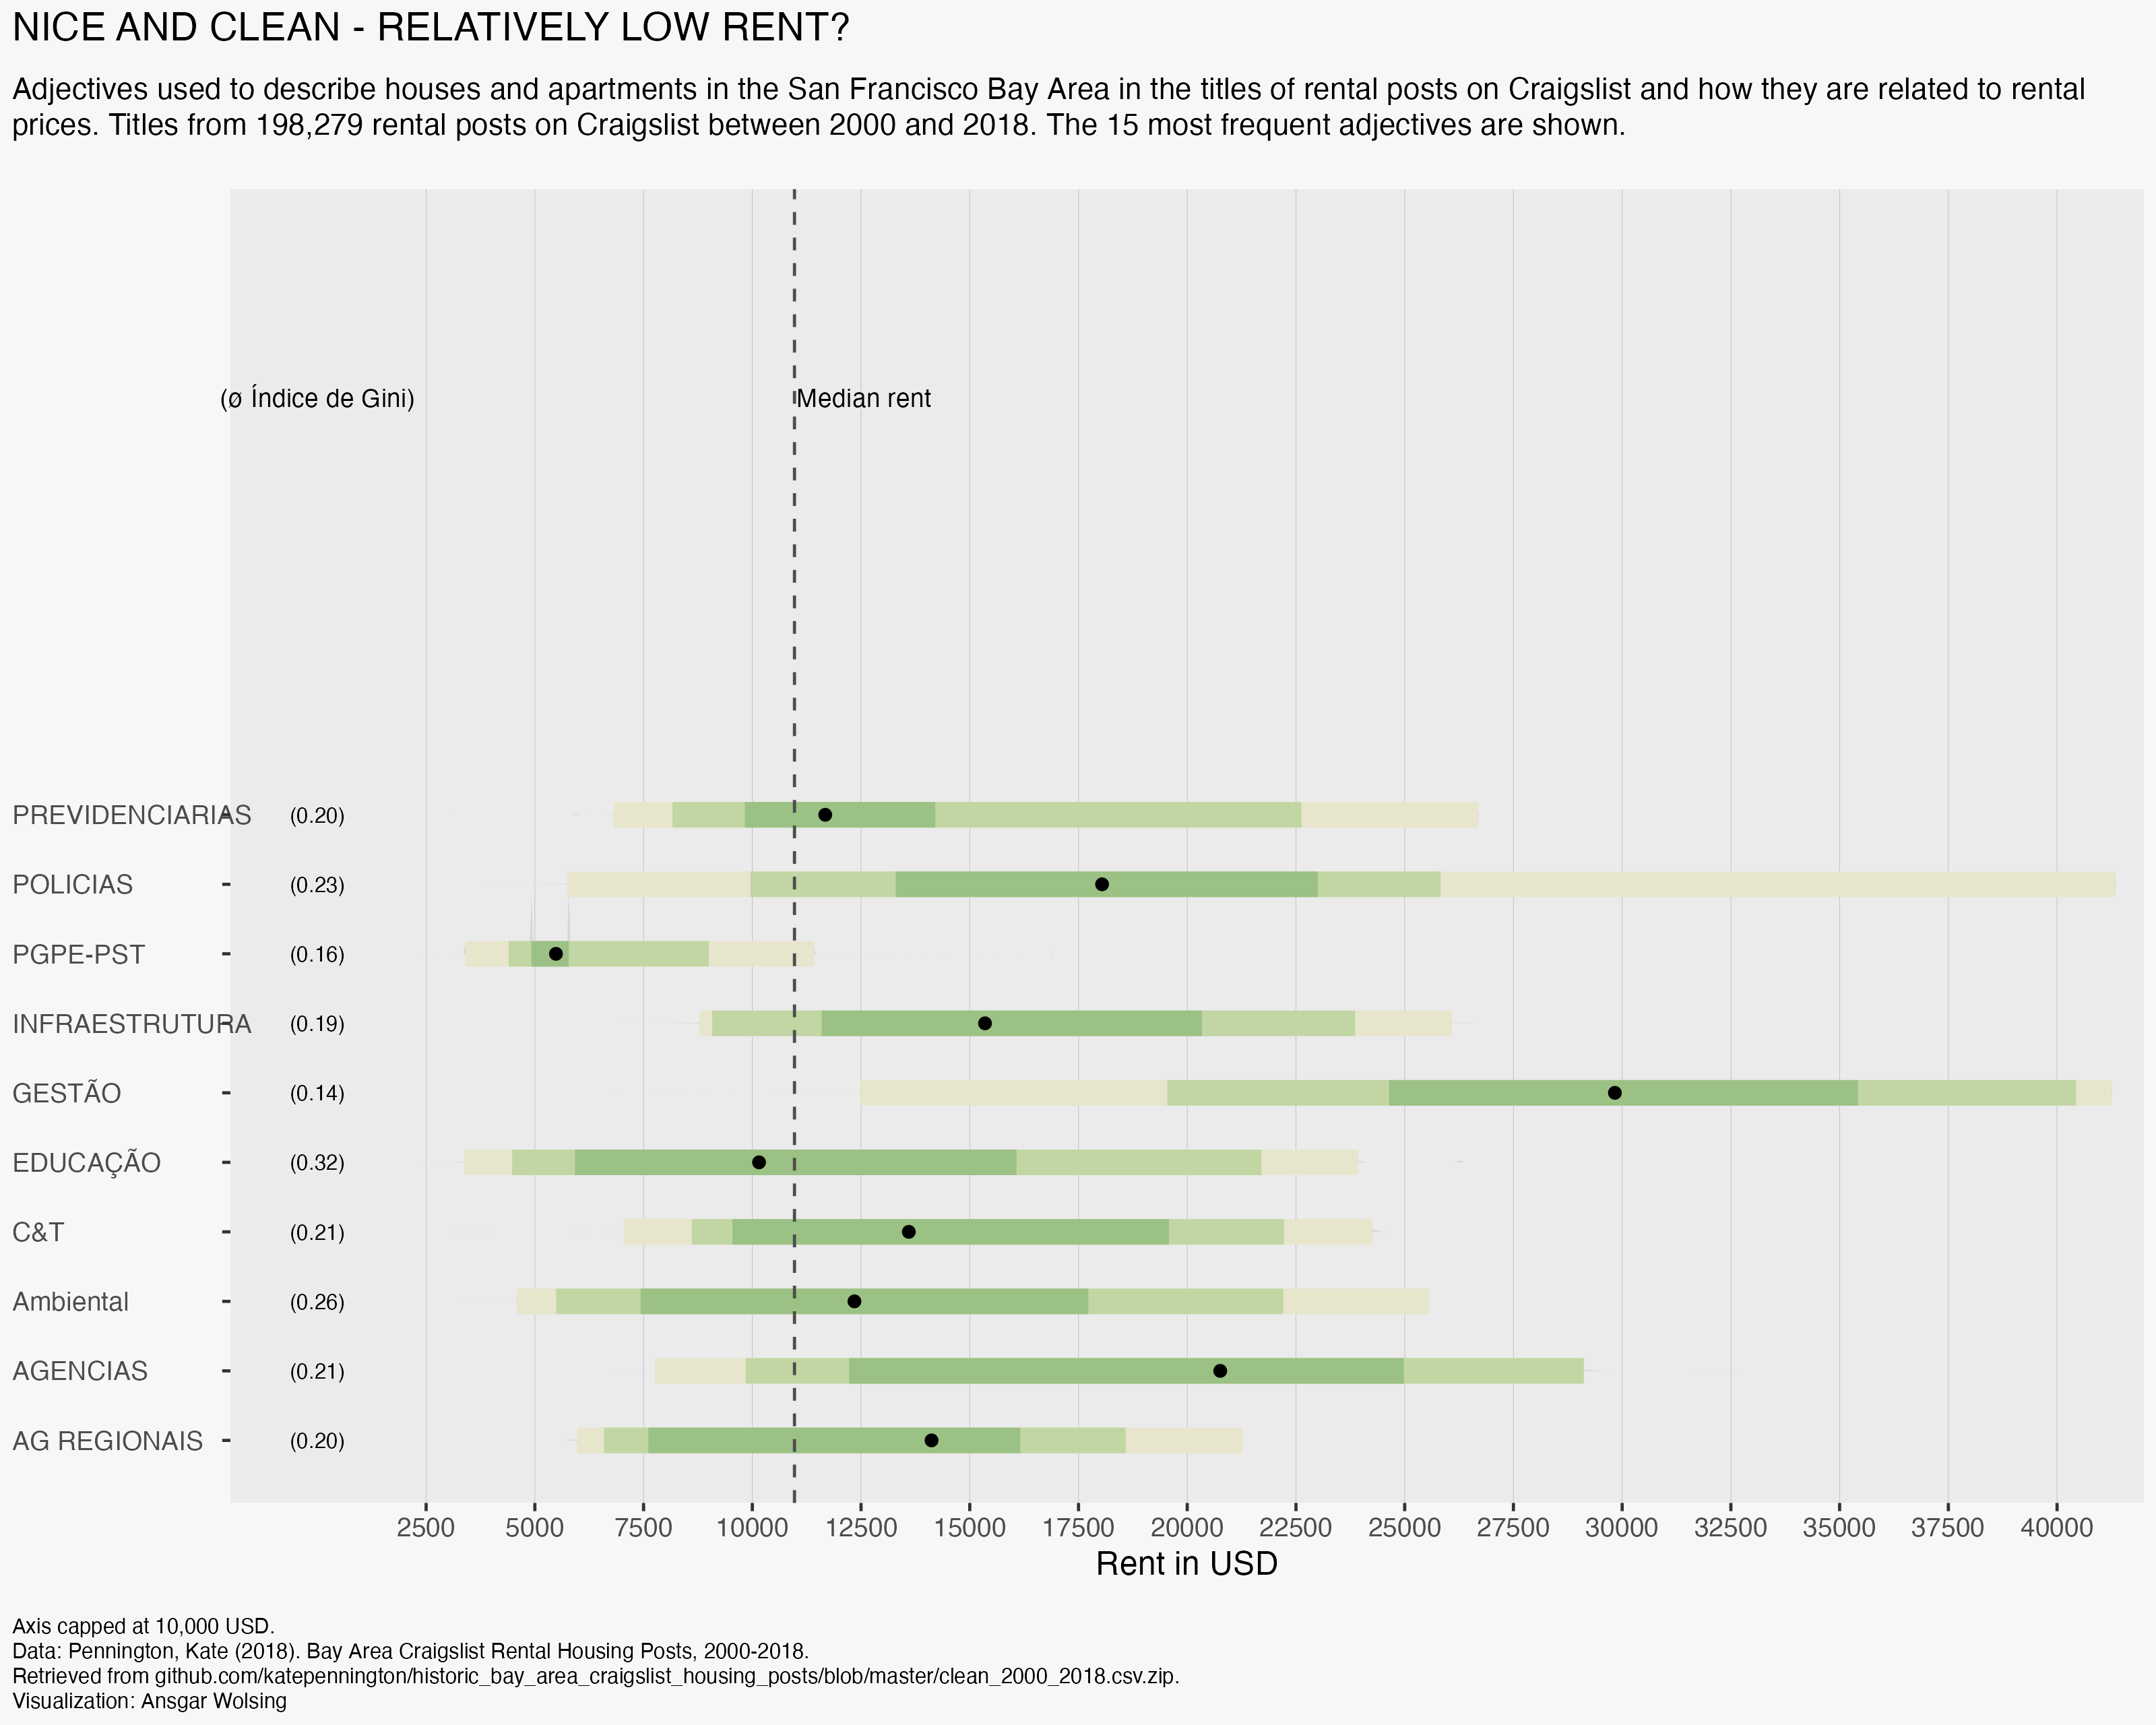 NICE AND CLEAN - RELATIVELY LOW RENT?
Adjectives used to describe houses and apartments in the San Francisco Bay Area in the titles of rental posts on Craigslist and how they are related to rental
prices. Titles from 198,279 rental posts on Craigslist between 2000 and 2018. The 15 most frequent adjectives are shown.
(ø Índice de Gini) Median rent
PREVIDENCIARIAS (0.20)
POLICIAS (0.23)
PGPE-PST (0.16)
INFRAESTRUTURA (0.19)
GESTÃO (0.14)
EDUCAÇÃO (0.32)
C&T (0.21)
Ambiental (0.26)
AGENCIAS (0.21)
AG REGIONAIS (0.20)
2500 5000 7500 10000 12500 15000 17500 20000 22500 25000 27500 30000 32500 35000 37500 40000
Rent in USD
Axis capped at 10,000 USD.
Data: Pennington, Kate (2018). Bay Area Craigslist Rental Housing Posts, 2000-2018.
Retrieved from github.com/katepennington/historic_bay_area_craigslist_housing_posts/blob/master/clean_2000_2018.csv.zip.
Visualization: Ansgar Wolsing